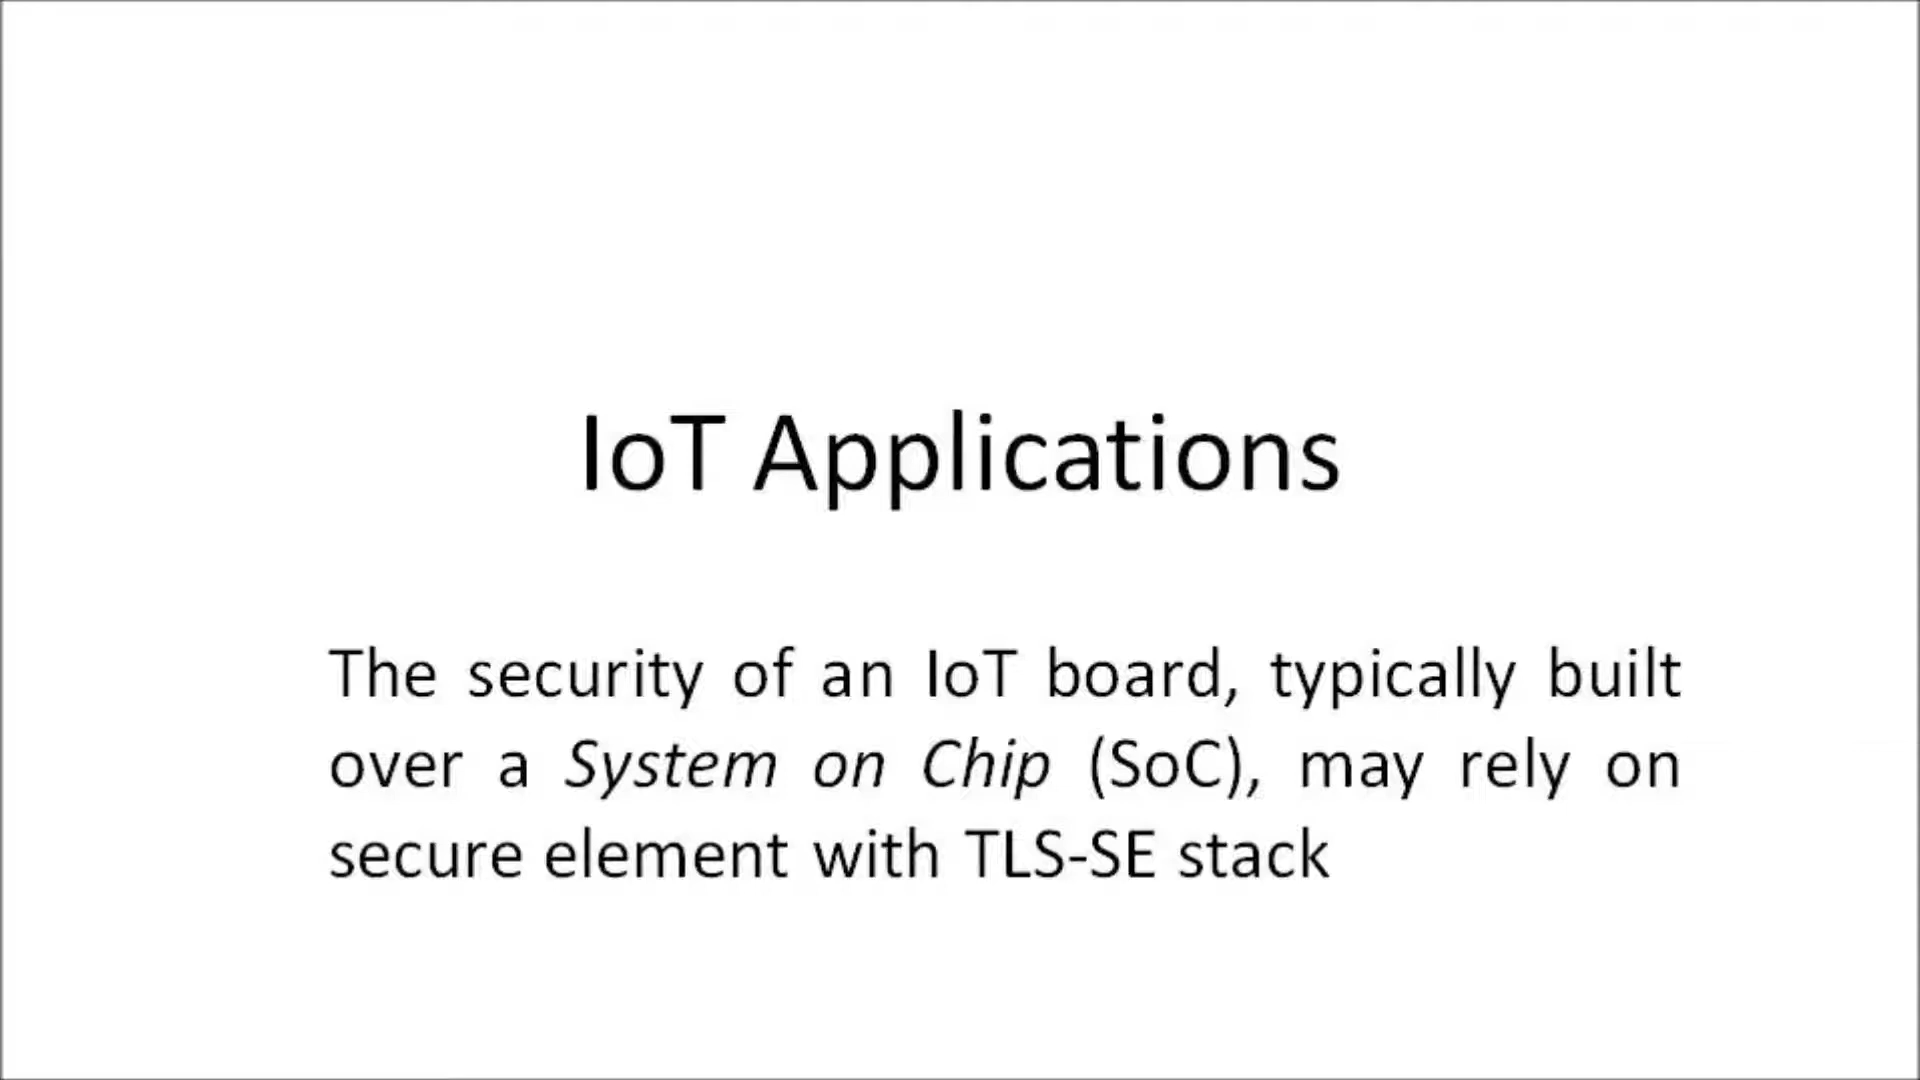 IoT Applications
The security of an IoT board, typically built
over a System on Chip (SoC), may rely on
secure element with TLS-SE stack